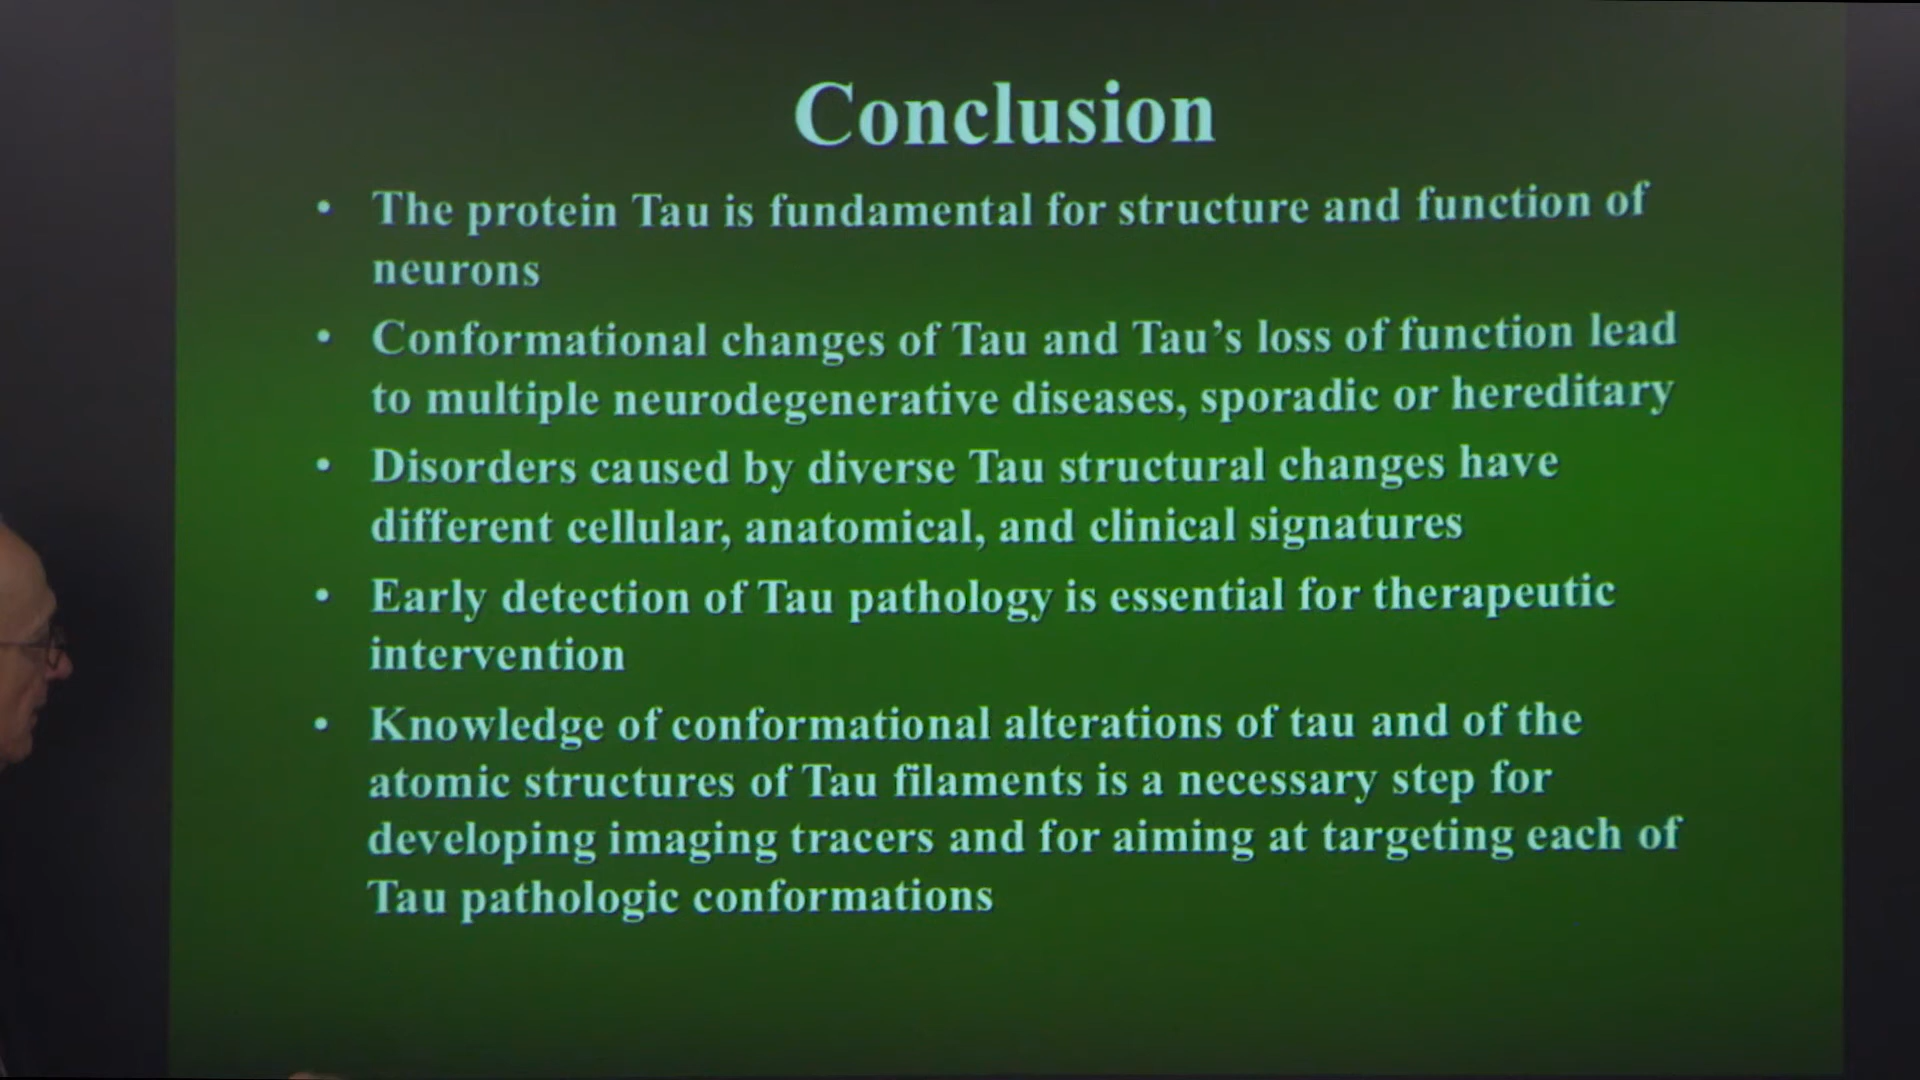 Conclusion
• The protein Tau is fundamental for structure and function of
neurons
• Conformational changes of Tau and Tau’s loss of function lead
to multiple neurodegenerative diseases, sporadic or hereditary
• Disorders caused by diverse Tau structural changes have
different cellular, anatomical, and clinical signatures
• Early detection of Tau pathology is essential for therapeutic
intervention
• Knowledge of conformational alterations of tau and of the
atomic structures of Tau filaments is a necessary step for
developing imaging tracers and for aiming at targeting each of
Tau pathologic conformations